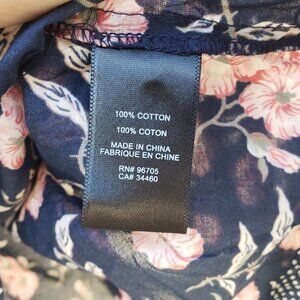 100% COTTON
100% COTON
MADE IN CHINA
FABRIQUE EN CHINE
RN# 96705
CA# 34460